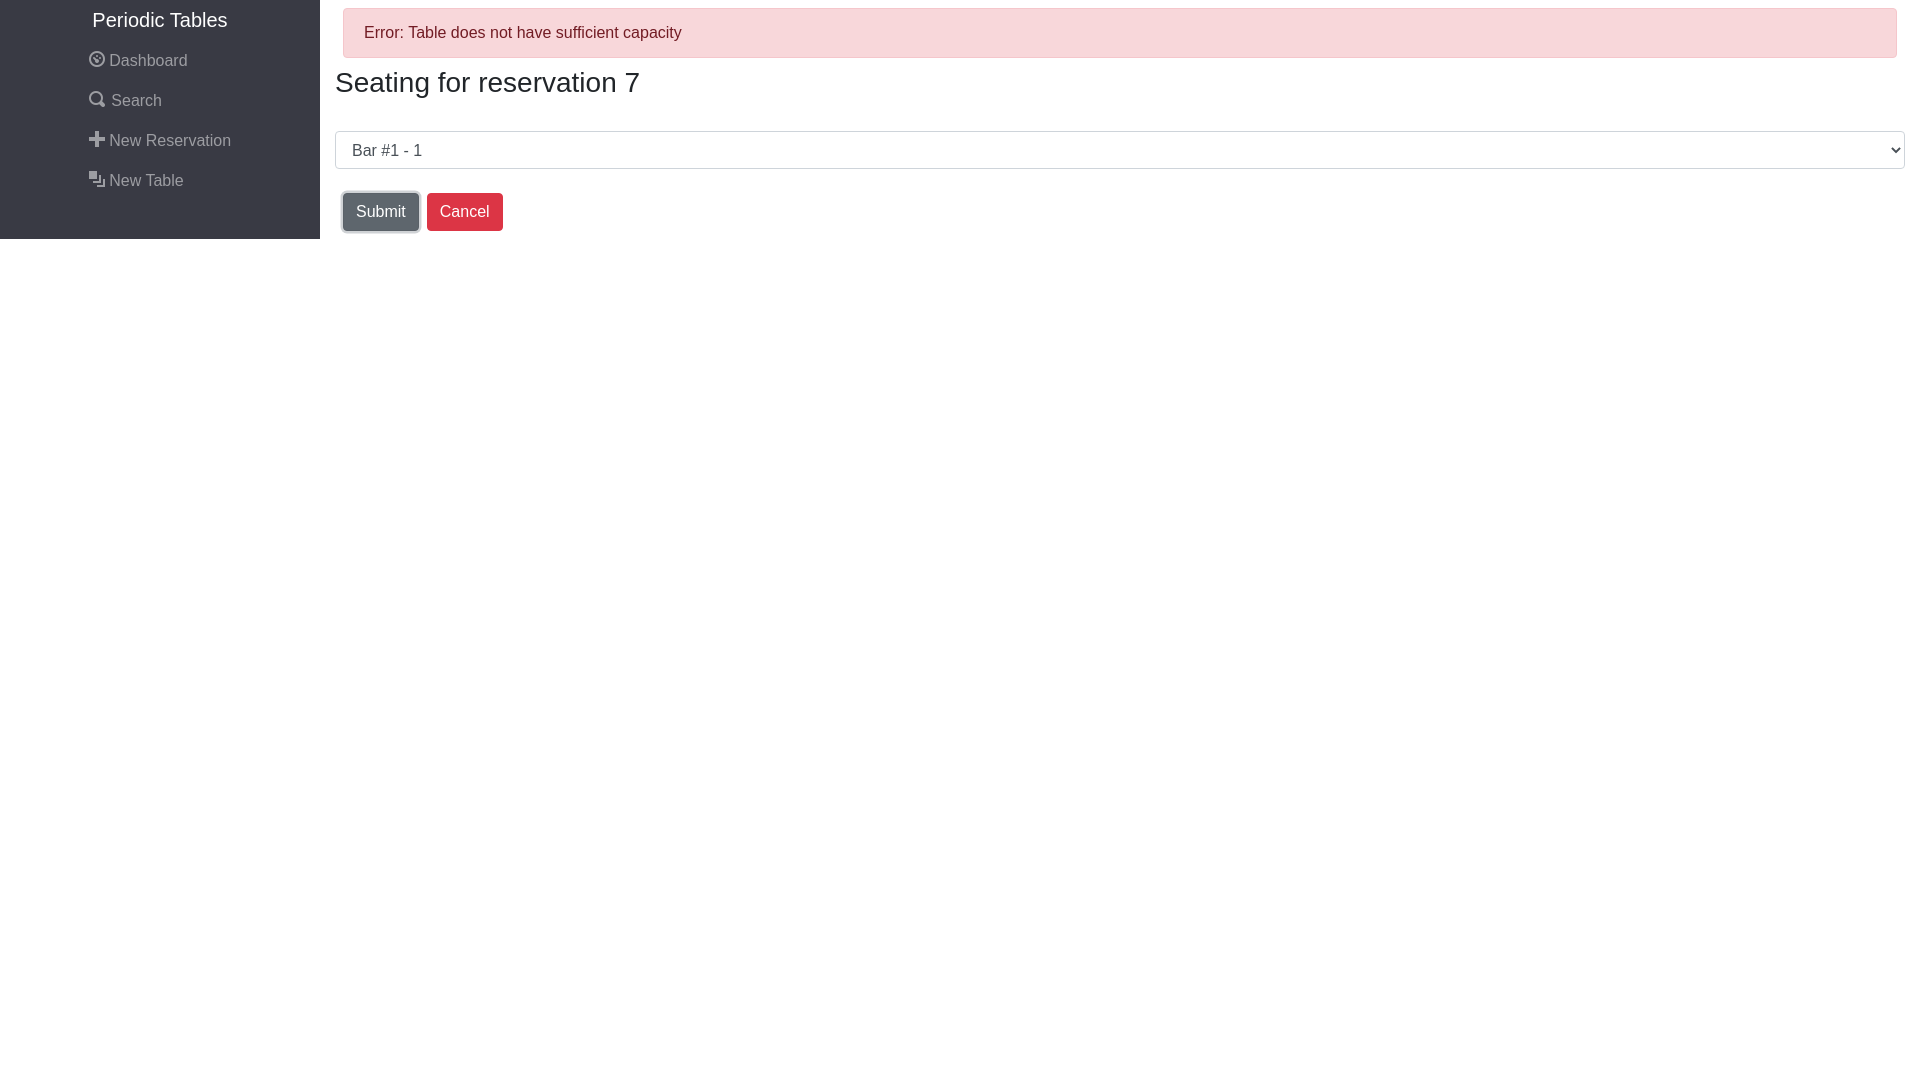 Periodic Tables
Dashboard
Search
New Reservation
New Table
Error: Table does not have sufficient capacity
Seating for reservation 7
Bar #1 - 1
Submit
Cancel